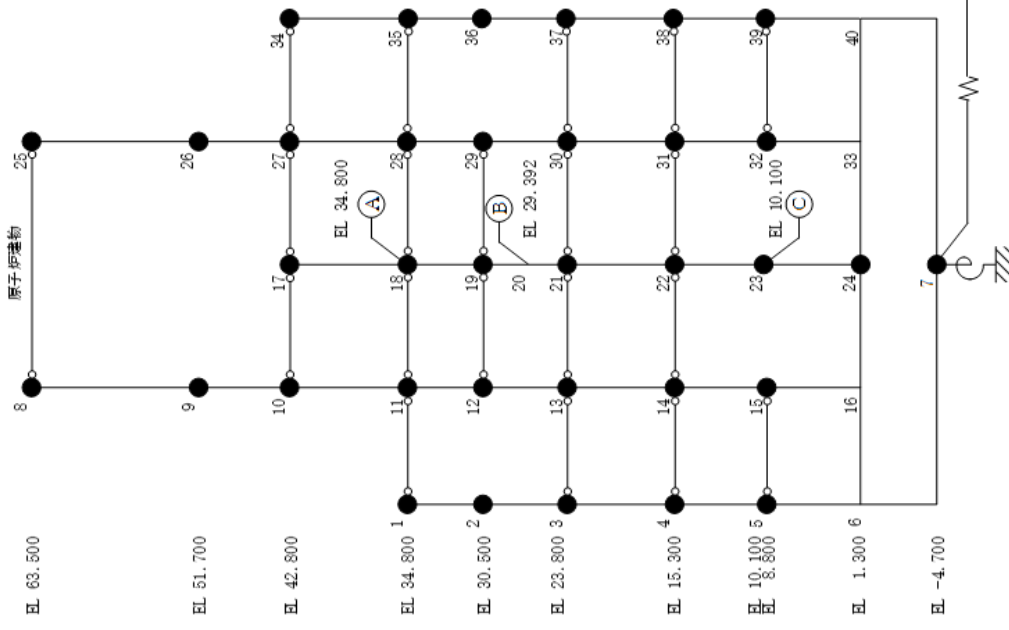 原子炉建物
EL 63.500
EL 51.700
EL 42.800
EL 34.800
EL 30.500
EL 23.800
EL 15.300
EL 10.100
EL 8.800
EL 1.300
EL -4.700
1
2
3
4
5
6
8
9
10
11
12
13
14
15
16
17
18
19
20
21
22
23
24
7
EL 34.800
A
B
EL 29.392
EL 10.100
C
25
26
27
28
29
30
31
32
33
34
35
36
37
38
39
40